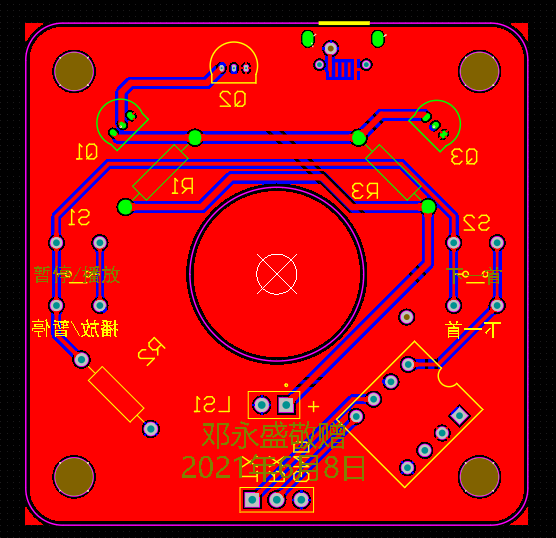 Q2
Q1
Q3
R1
R3
S1
S2
暂停/播放
下一首
播放/暂停
下一首
R2
LS1
+
邓永盛敬赠
2021年6月8日